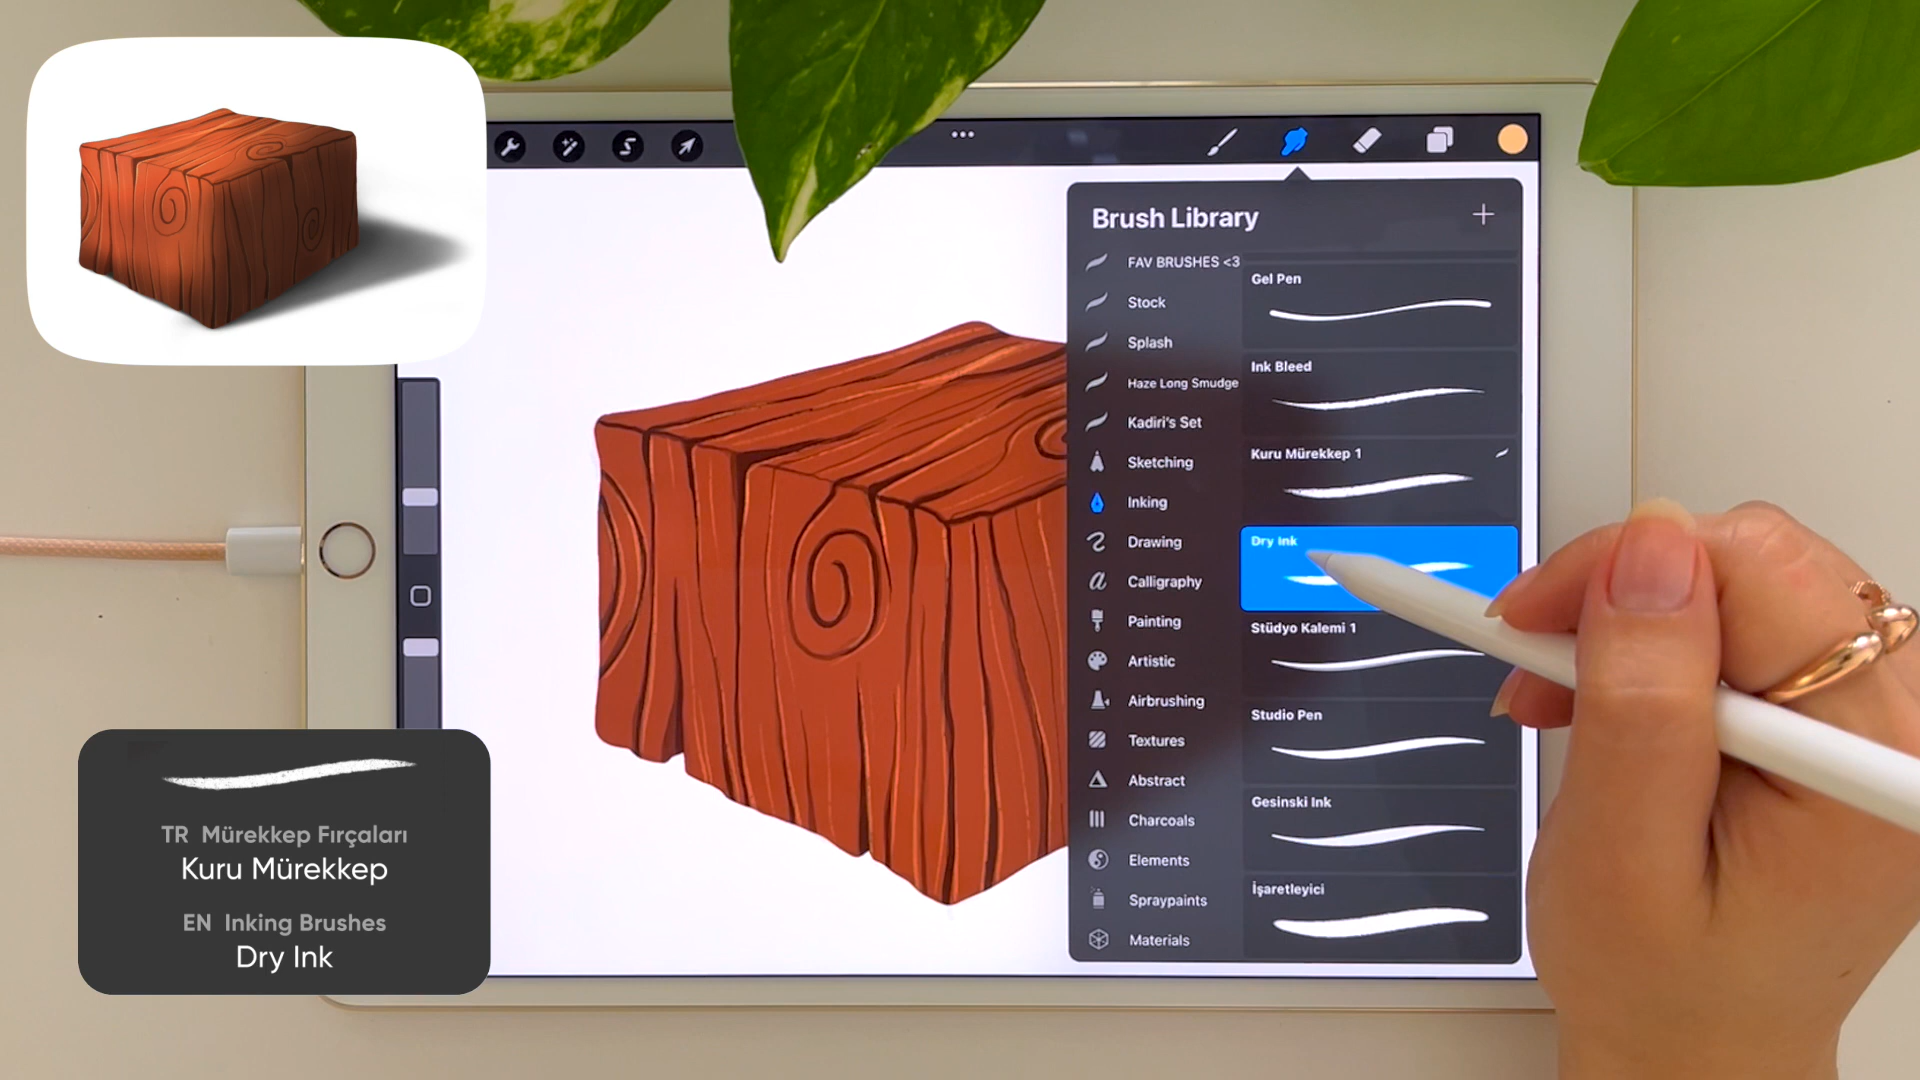 Brush Library
FAV BRUSHES <3
Stock
Splash
Haze Long Smudge
Kadiri's Set
Sketching
Inking
Drawing
Calligraphy
Painting
Artistic
Airbrushing
Textures
Abstract
Charcoals
Elements
Spraypaints
Materials
Gel Pen
Ink Bleed
Kuru Mürekkep 1
Dry Ink
Stüdyo Kalemi 1
Studio Pen
Gesinski Ink
İşaretleyici
TR Mürekkep Fırçaları
Kuru Mürekkep
EN Inking Brushes
Dry Ink